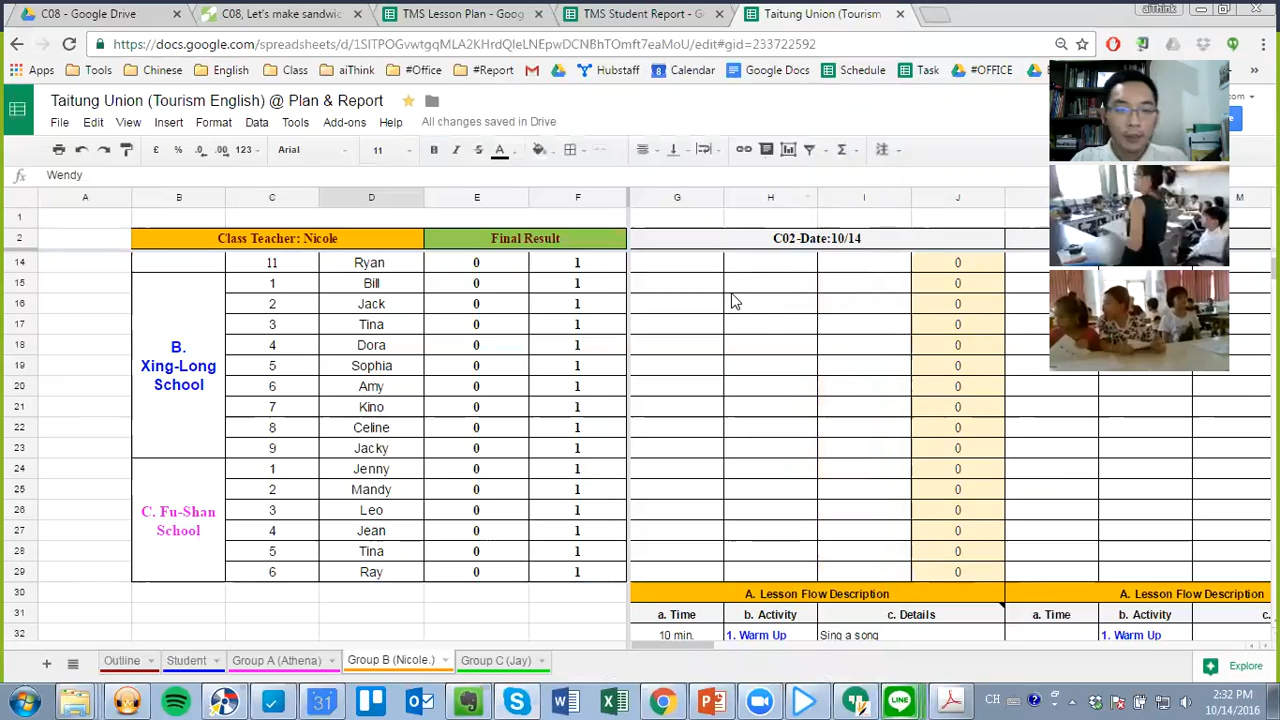 C08 - Google Drive
C08, Let's make sandwic
TMS Lesson Plan - Goog
TMS Student Report - G
Taitung Union (Tourism
aiThink
https://docs.google.com/spreadsheets/d/1SITPOGvwtgqMLA2KHrdOleLNEpwDCNBhTOmft7eaMoU/edit#gid=233722592
Apps Tools Chinese English Class aiThi #Office #Report Hubstaff Calendar Google Docs Schedule Task #OFFICE
Taitung Union (Tourism English) @ Plan & Report
File Edit View Insert Format Data Tools Add-ons Help All changes saved in Drive
£ % .0 .00 123 Arial 11 B I S A
fx Wendy
A B C D E F G H I J M
1
2 Class Teacher: Nicole Final Result C02-Date:10/14
14 11 Ryan 0 1 0
15 1 Bill 0 1 0
16 2 Jack 0 1 0
17 3 Tina 0 1 0
18 4 Dora 0 1 0
B.
Xing-Long
School
19 5 Sophia 0 1 0
20 6 Amy 0 1 0
21 7 Kino 0 1 0
22 8 Celine 0 1 0
23 9 Jacky 0 1 0
24 1 Jenny 0 1 0
25 2 Mandy 0 1 0
C. Fu-Shan
School
26 3 Leo 0 1 0
27 4 Jean 0 1 0
28 5 Tina 0 1 0
29 6 Ray 0 1 0
30 A. Lesson Flow Description A. Lesson Flow Description
31 a. Time b. Activity c. Details a. Time b. Activity c.
32 10 min. 1. Warm Up Sing a song 1. Warm Up
Outline Student Group A (Athena) Group B (Nicole.) Group C (Jay) Explore
CH 2:32 PM
10/14/2016